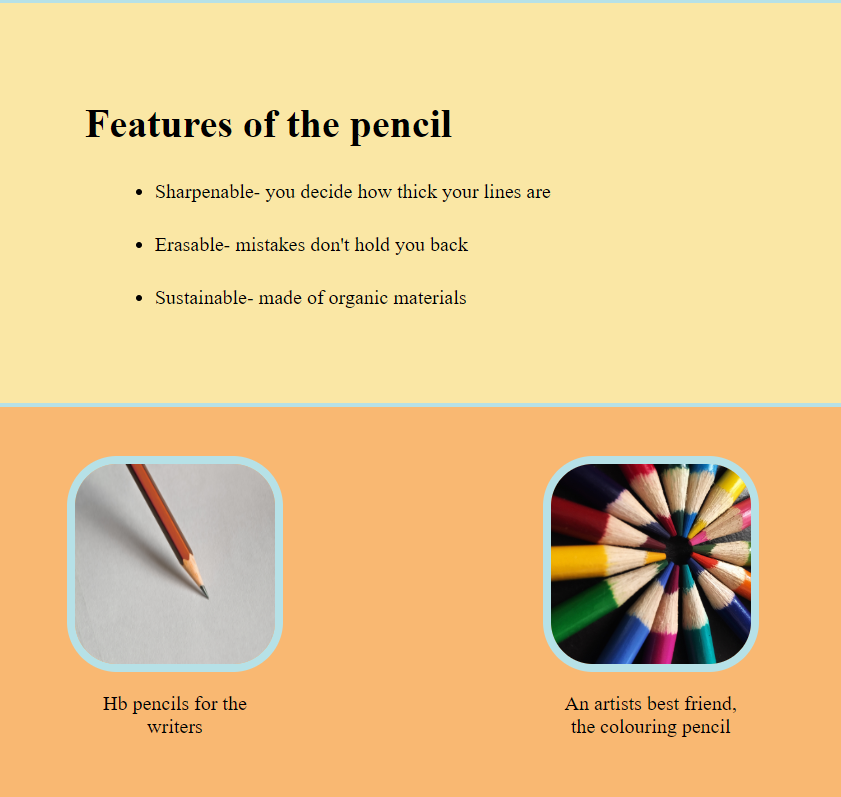 Features of the pencil
Sharpenable- you decide how thick your lines are
Erasable- mistakes don't hold you back
Sustainable- made of organic materials
Hb pencils for the
writers
An artists best friend,
the colouring pencil